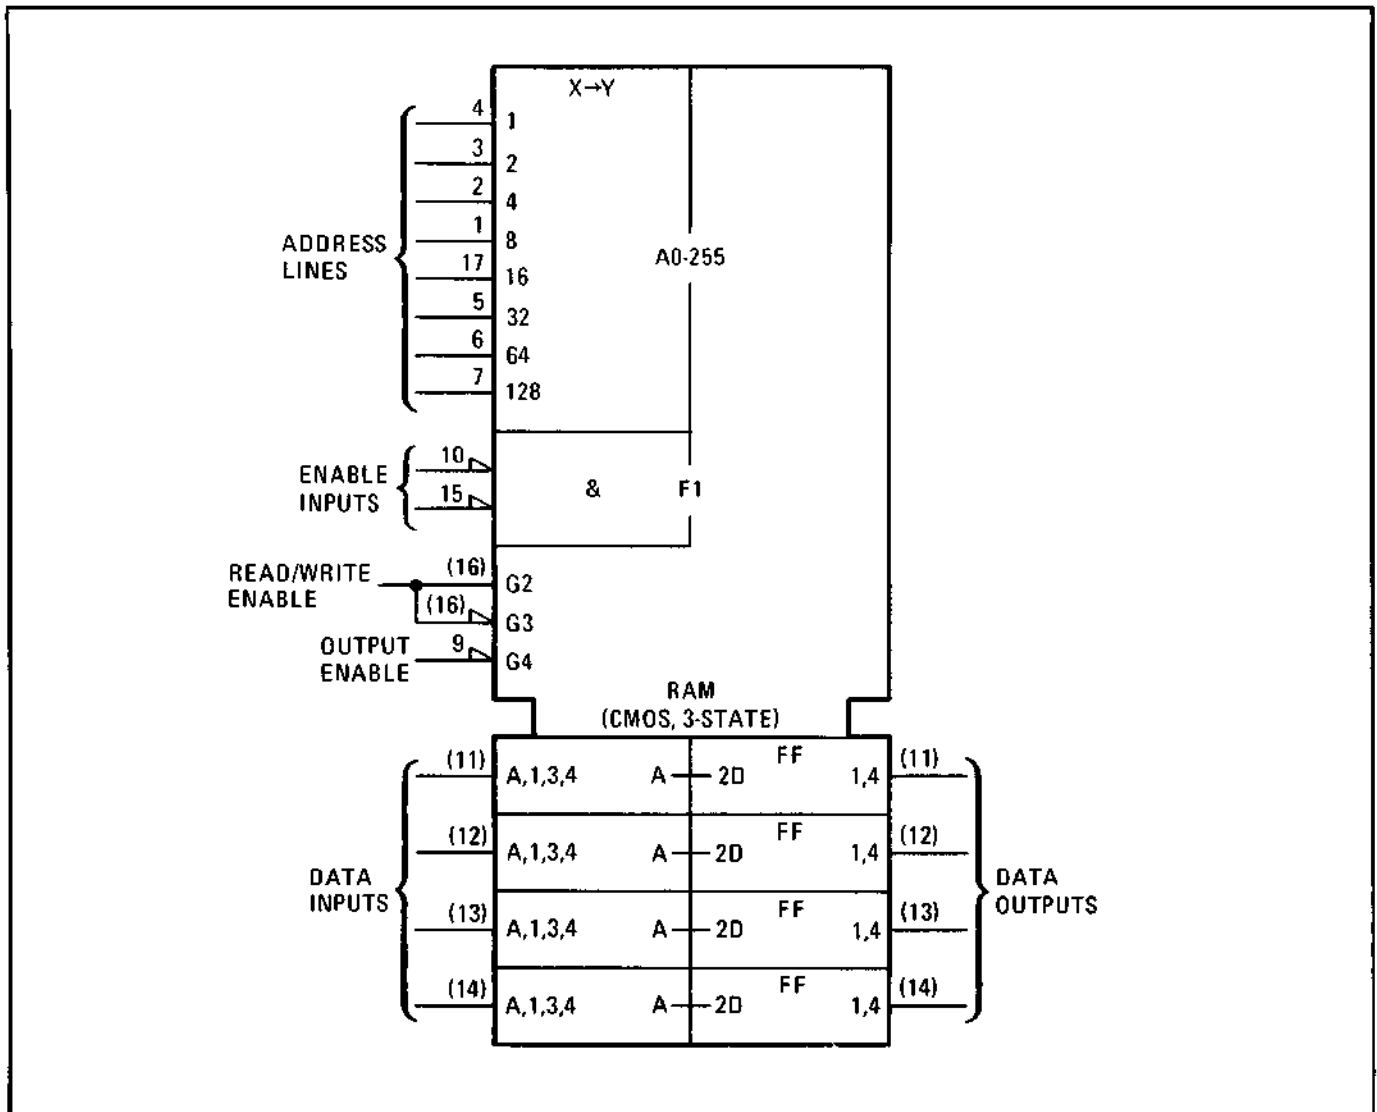 X→Y
4 1
3 2
2 4
1 8
ADDRESS
LINES
17 16
A0-255
5 32
6 64
7 128
ENABLE
INPUTS
10
15
& F1
READ/WRITE
ENABLE
(16) G2
(16) G3
OUTPUT
ENABLE
9 G4
RAM
(CMOS, 3-STATE)
(11) A,1,3,4 A 2D FF 1,4 (11)
(12) A,1,3,4 A 2D FF 1,4 (12)
DATA
INPUTS
DATA
OUTPUTS
(13) A,1,3,4 A 2D FF 1,4 (13)
(14) A,1,3,4 A 2D FF 1,4 (14)